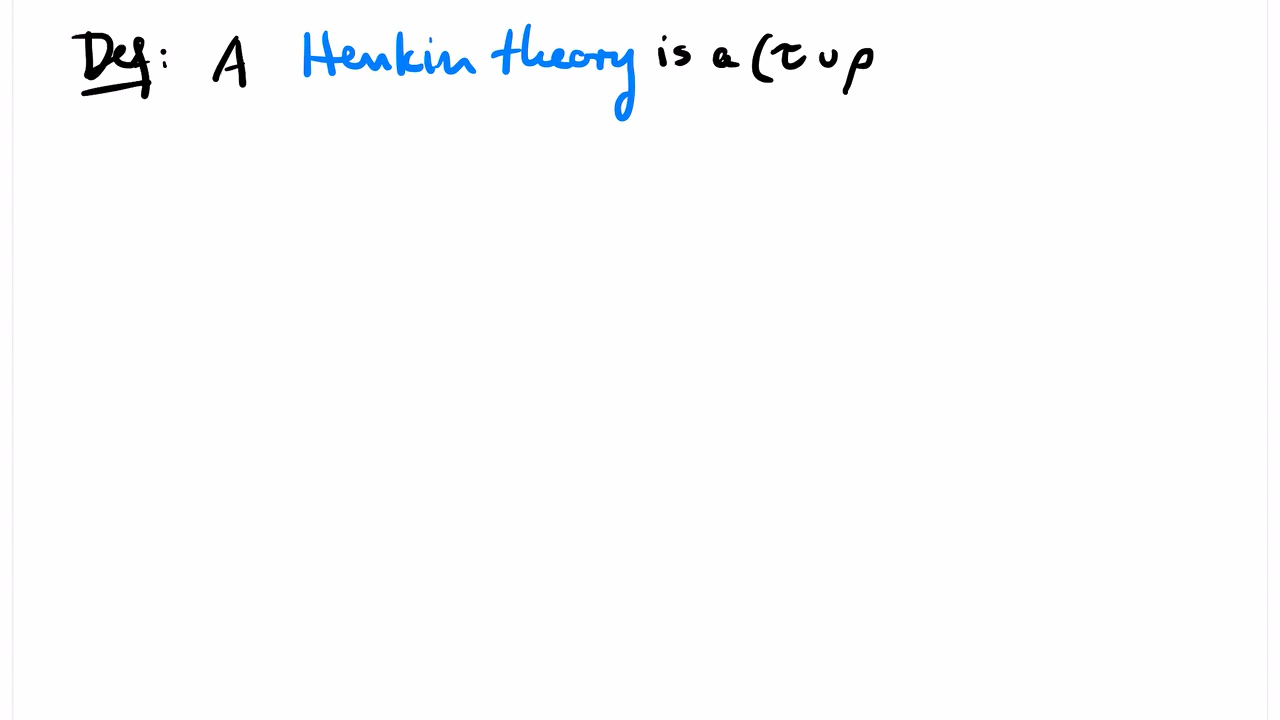 Def: A Henkin theory is a (τ ∪ ρ